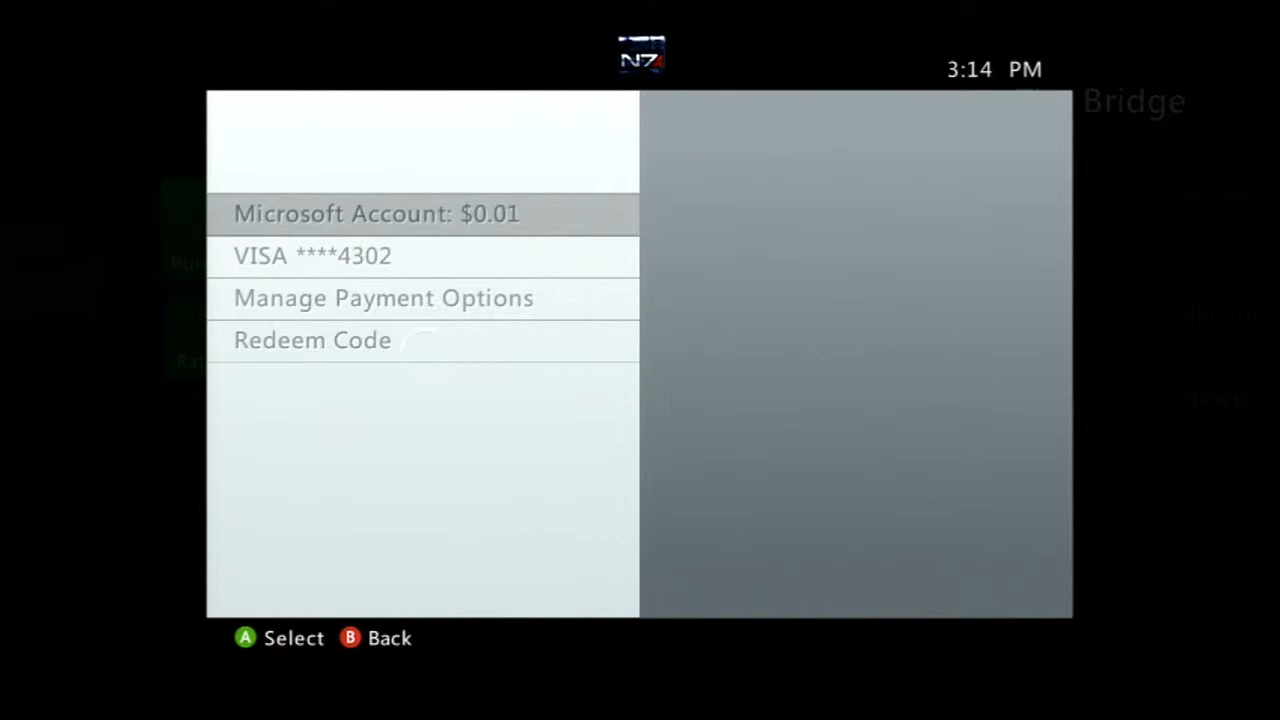 N7
3:14 PM
Bridge
Microsoft Account: $0.01
VISA ****4302
Manage Payment Options
Redeem Code
A Select B Back